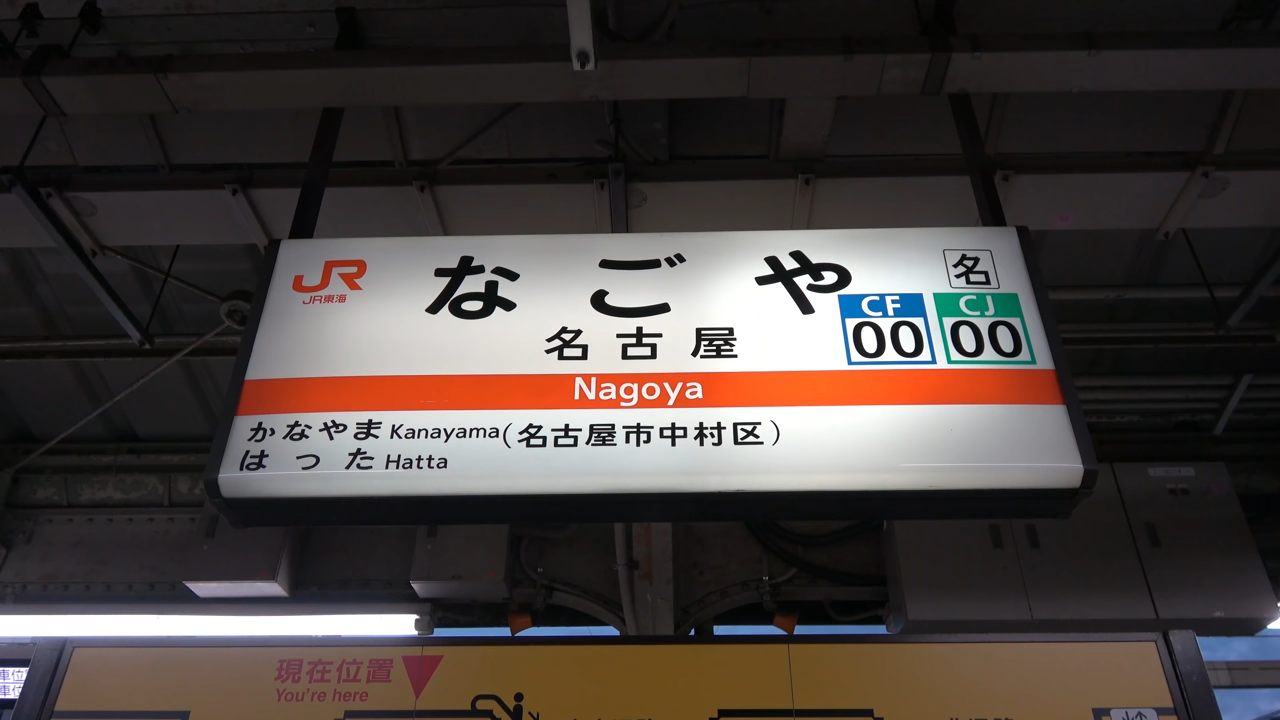 JR
JR東海
なごや
名
名古屋
CF
00
CJ
00
Nagoya
かなやま Kanayama (名古屋市中村区)
はった Hatta
現在位置
You're here